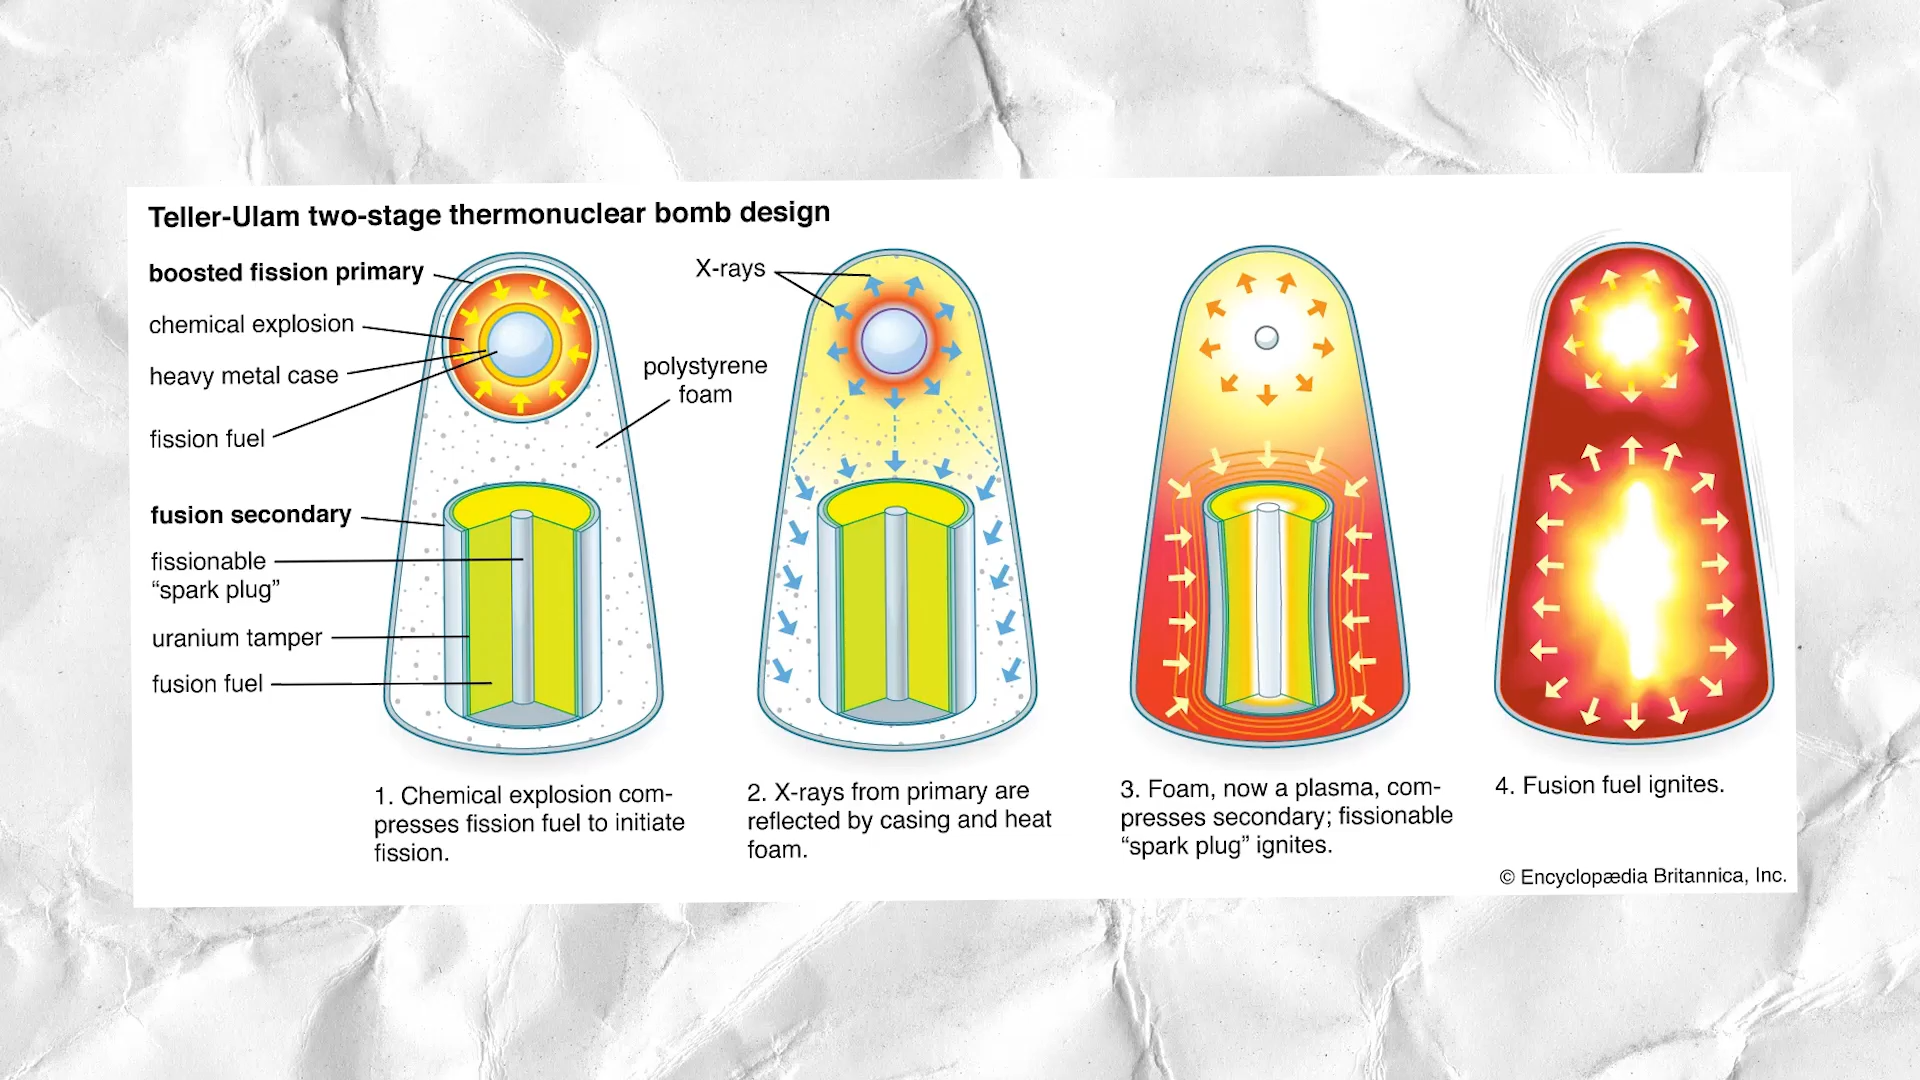 Teller-Ulam two-stage thermonuclear bomb design
boosted fission primary
chemical explosion
heavy metal case
fission fuel
fusion secondary
fissionable
“spark plug”
uranium tamper
fusion fuel
X-rays
polystyrene
foam
1. Chemical explosion com-
presses fission fuel to initiate
fission.
2. X-rays from primary are
reflected by casing and heat
foam.
3. Foam, now a plasma, com-
presses secondary; fissionable
“spark plug” ignites.
4. Fusion fuel ignites.
© Encyclopædia Britannica, Inc.